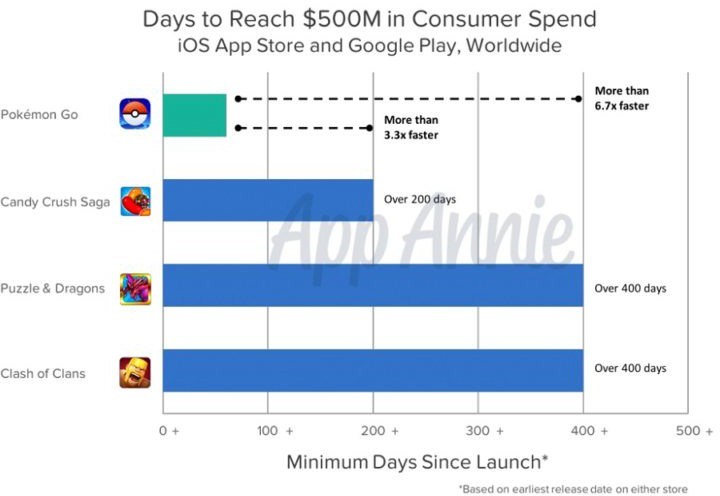 Days to Reach $500M in Consumer Spend
iOS App Store and Google Play, Worldwide
Pokémon Go
More than
6.7x faster
More than
3.3x faster
Candy Crush Saga
Over 200 days
App Annie
Puzzle & Dragons
Over 400 days
Clash of Clans
Over 400 days
0 + 100 + 200 + 300 + 400 + 500 +
Minimum Days Since Launch*
*Based on earliest release date on either store